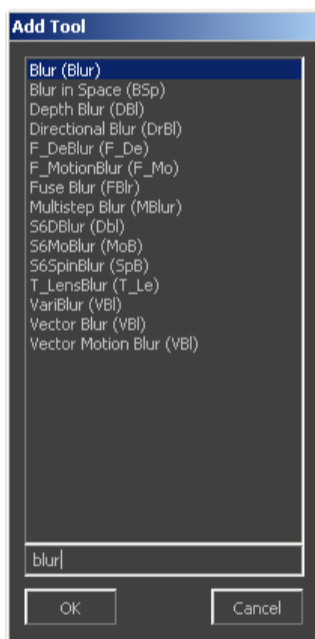 Add Tool
Blur (Blur)
Blur in Space (BSp)
Depth Blur (DBl)
Directional Blur (DrBl)
F_DeBlur (F_De)
F_MotionBlur (F_Mo)
Fuse Blur (FBlr)
Multistep Blur (MBlur)
S6DBlur (Dbl)
S6MoBlur (MoB)
S6SpinBlur (SpB)
T_LensBlur (T_Le)
VariBlur (VBl)
Vector Blur (VBl)
Vector Motion Blur (VBl)
blur
OK
Cancel